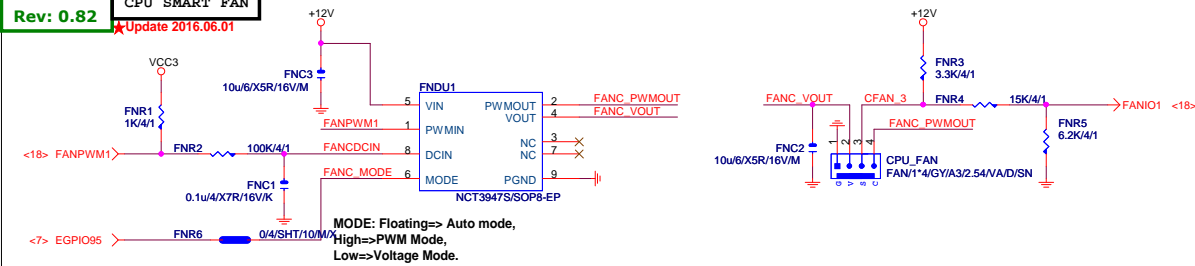 CPU SMART FAN
Rev: 0.82
★Update 2016.06.01
+12V
VCC3
FNC3
10u/6/X5R/16V/M
FNR1
1K/4/1
FNDU1
5
VIN
PWMOUT
2
FANC_PWMOUT
VOUT
4
FANC_VOUT
FANPWM1
1
PWMIN
NC
3
<18> FANPWM1
FNR2
100K/4/1
FANCDCIN
8
DCIN
NC
7
FNC1
0.1u/4/X7R/16V/K
FANC_MODE
6
MODE
PGND
9
NCT3947S/SOP8-EP
<7> EGPIO95
FNR6
0/4/SHT/10/M/X
MODE: Floating=> Auto mode,
High=>PWM Mode,
Low=>Voltage Mode.
+12V
FNR3
3.3K/4/1
FANC_VOUT
CFAN_3
FNR4
15K/4/1
FANIO1 <18>
FANC_PWMOUT
FNR5
6.2K/4/1
FNC2
10u/6/X5R/16V/M
1
2
3
4
CPU_FAN
FAN/1*4/GY/A3/2.54/VA/D/SN
G
V
S
C